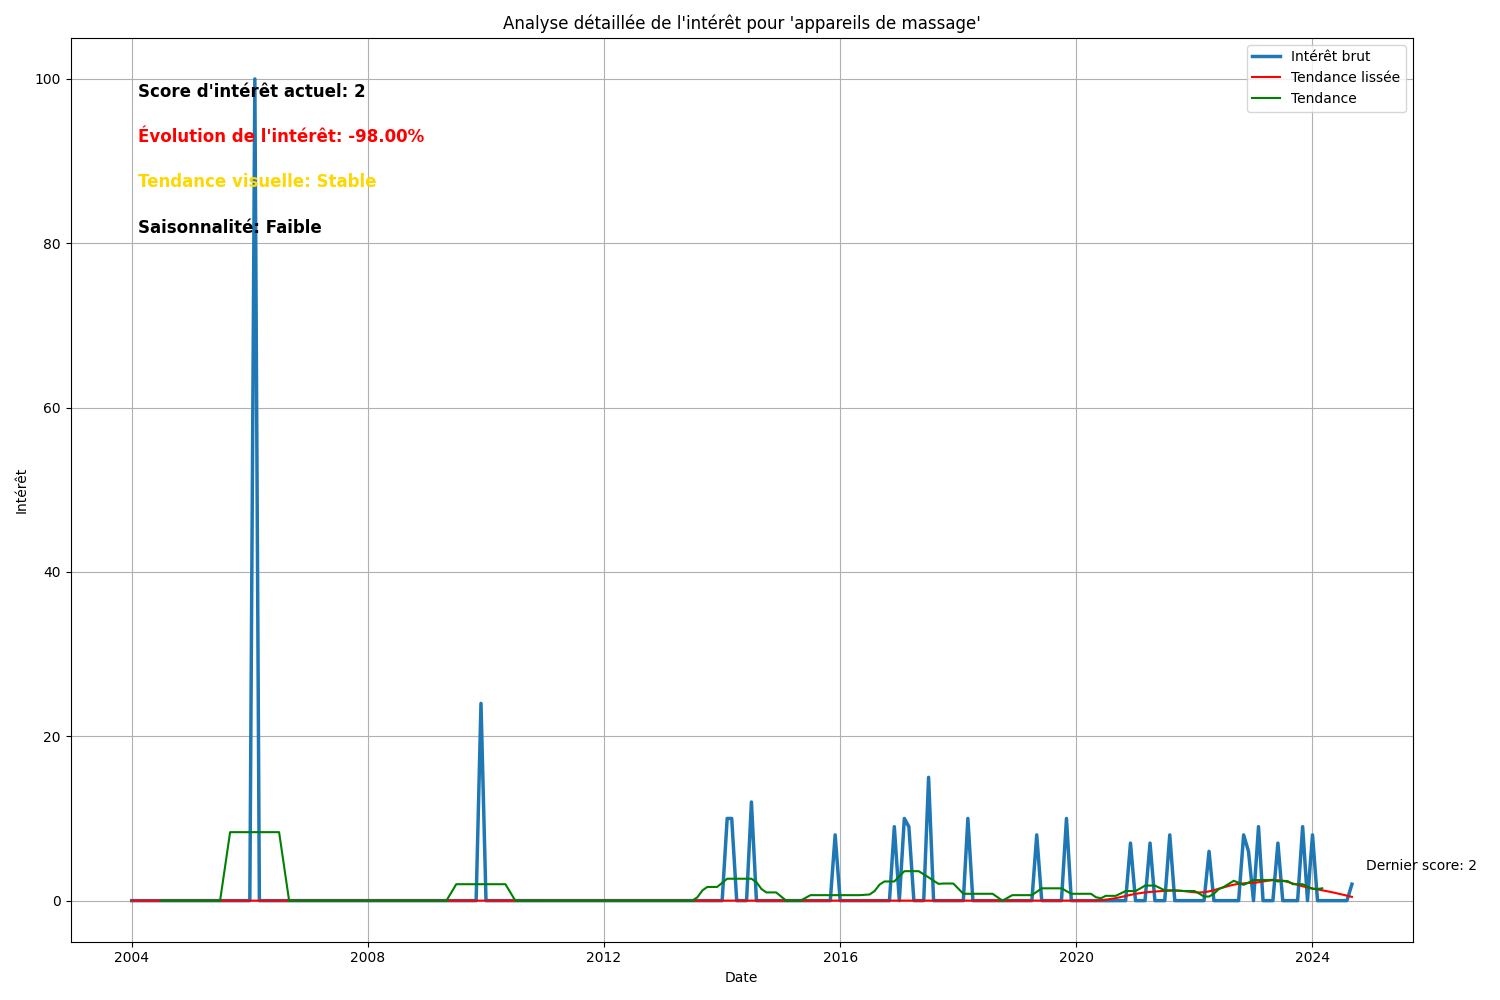 Analyse détaillée de l'intérêt pour 'appareils de massage'
Intérêt brut
Tendance lissée
Tendance
Score d'intérêt actuel: 2
Évolution de l'intérêt: -98.00%
Tendance visuelle: Stable
Saisonnalité: Faible
Dernier score: 2
Intérêt
100
80
60
40
20
0
2004
2008
2012
2016
2020
2024
Date